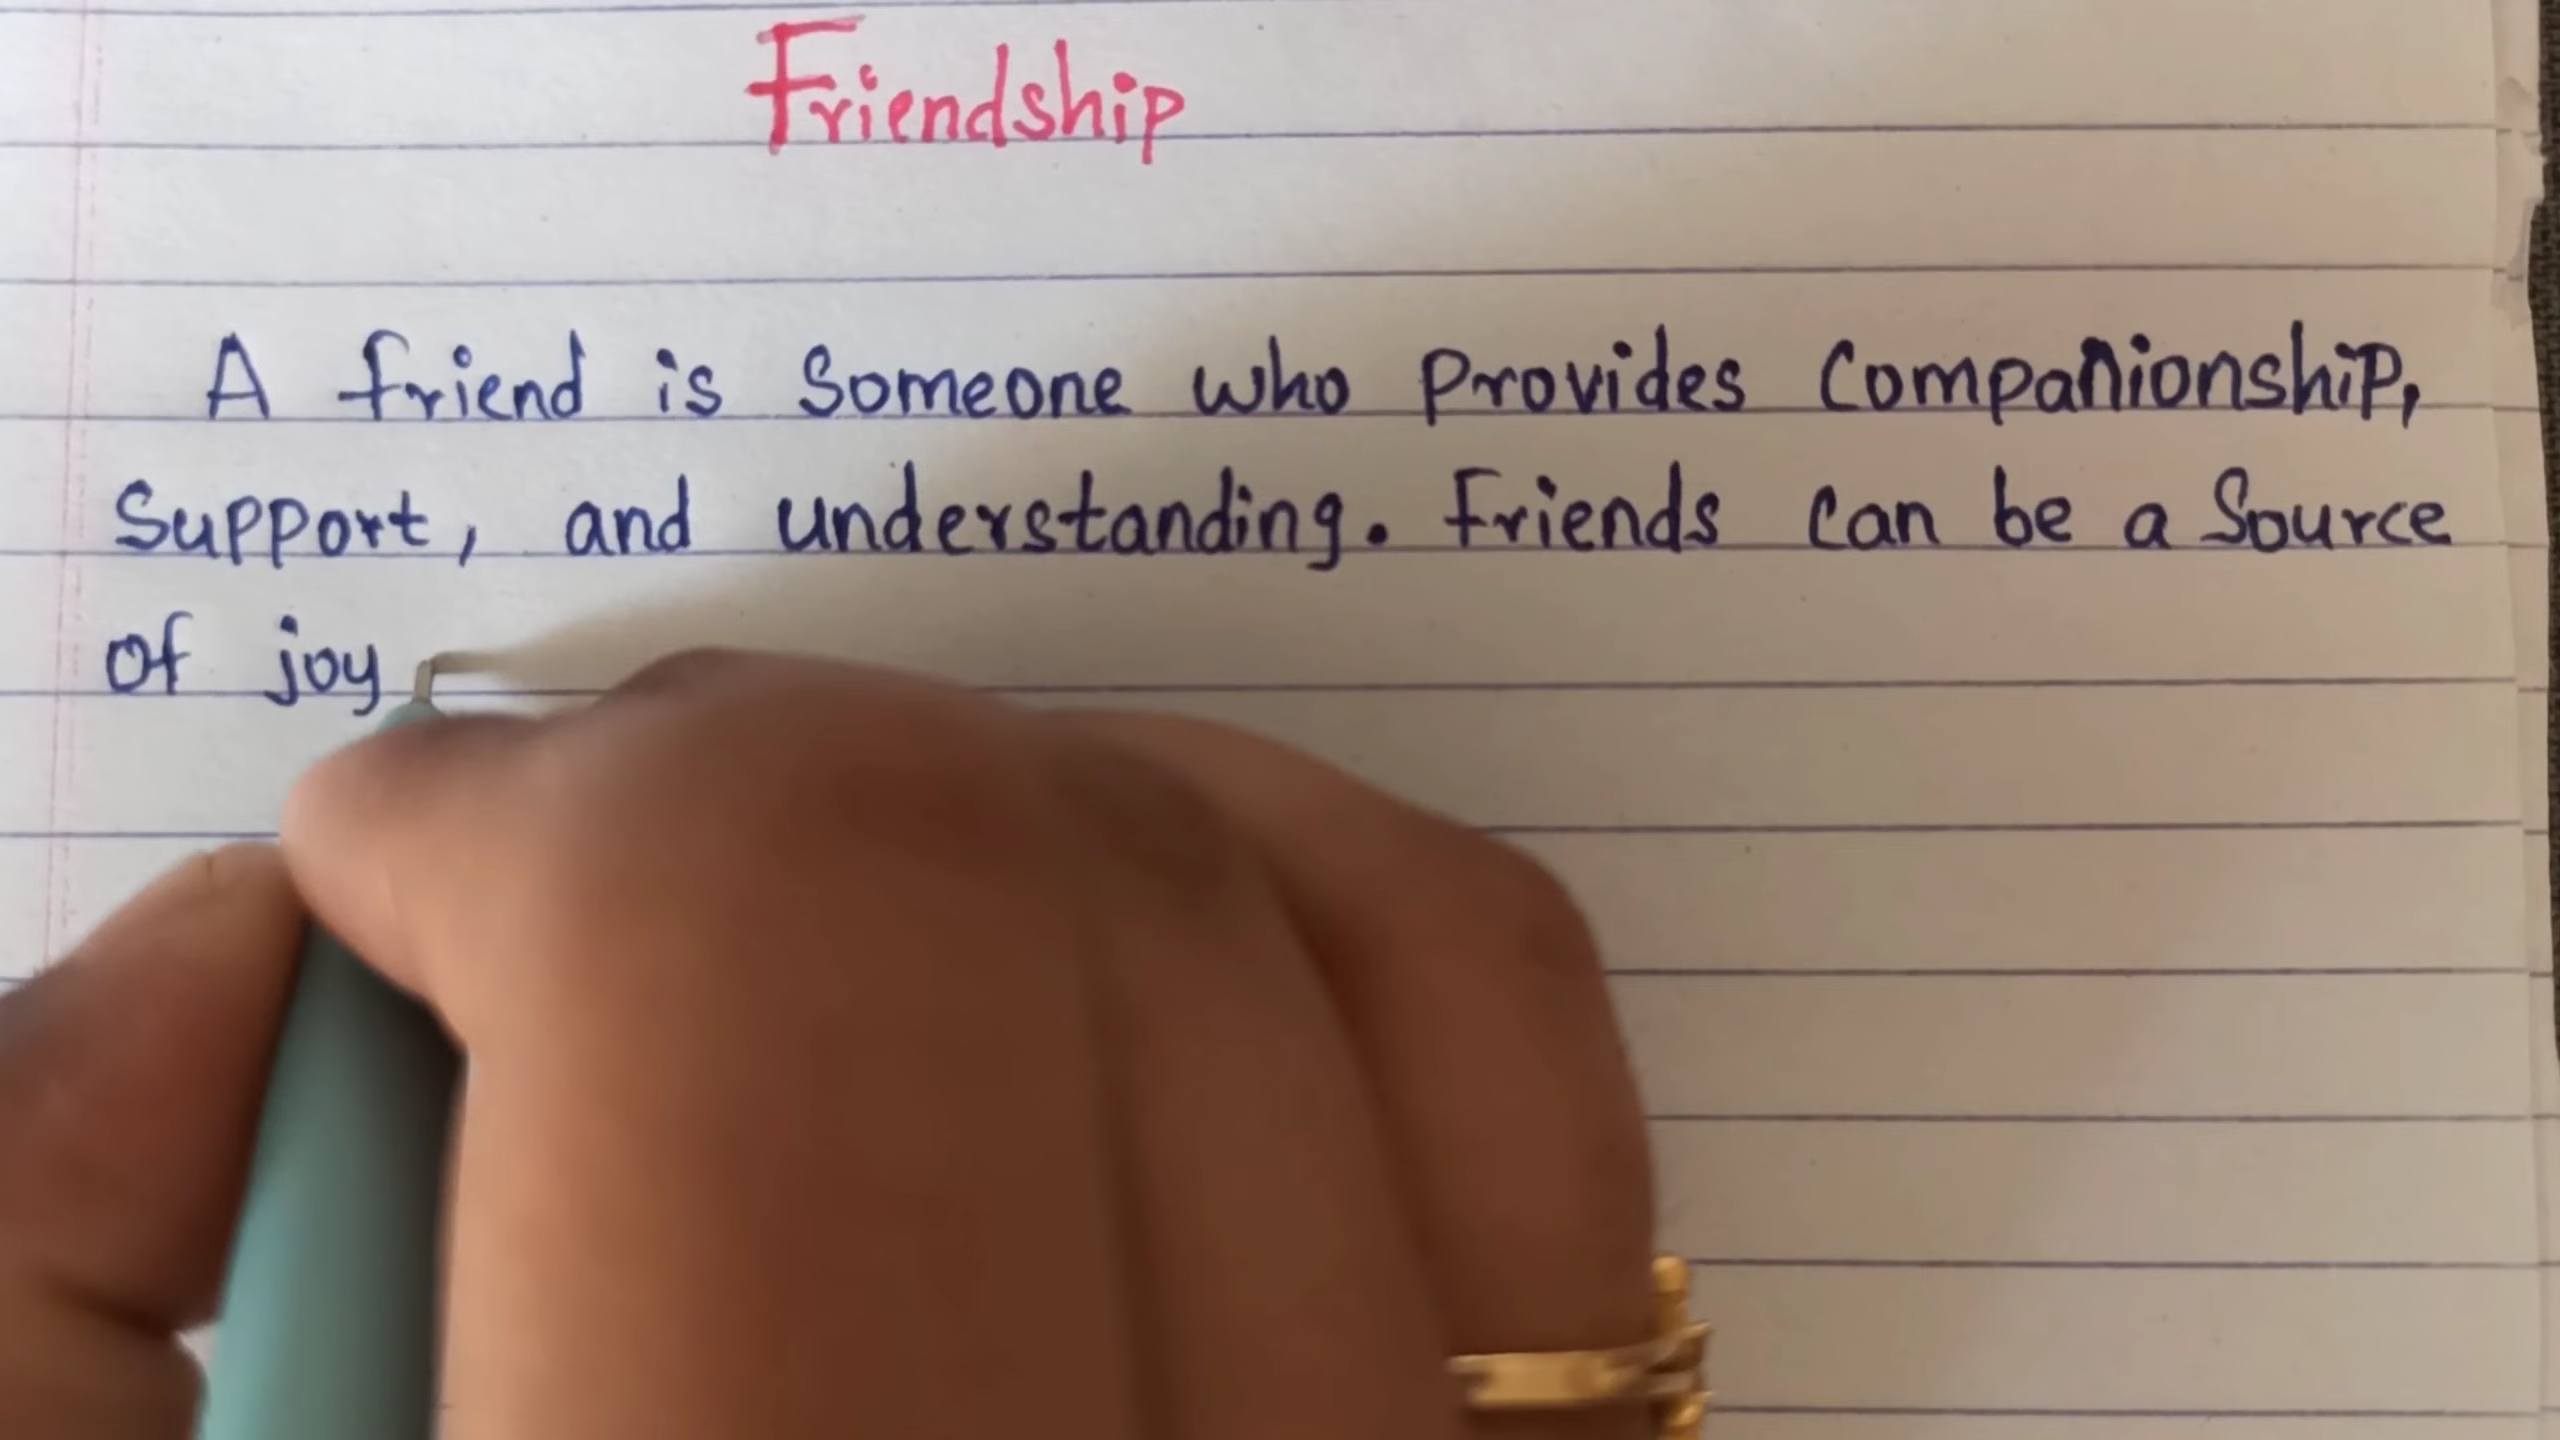 Friendship
A friend is someone who provides companionship,
Support, and understanding. Friends can be a source
of joy